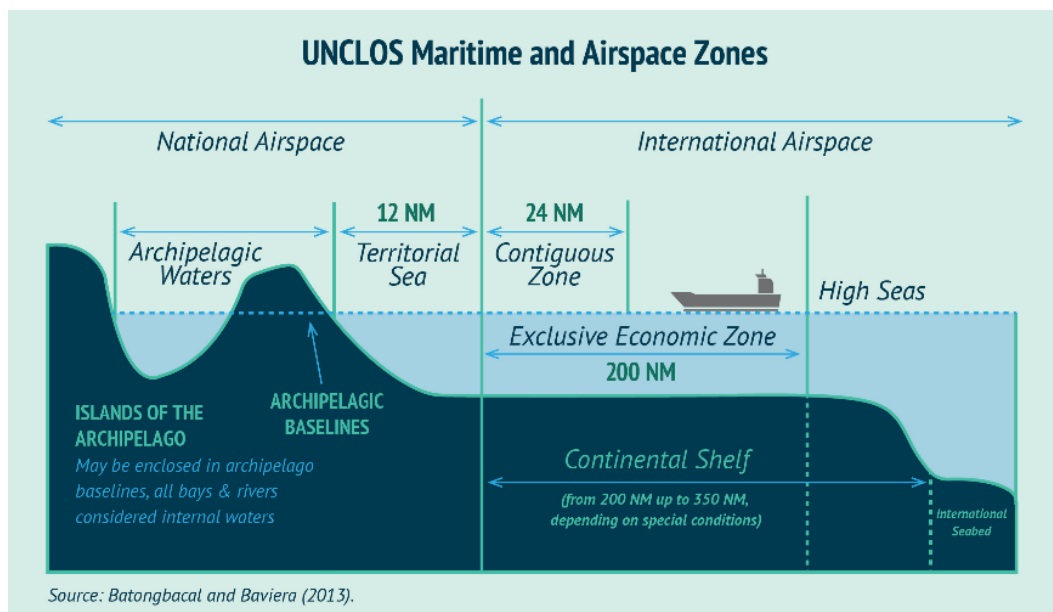 UNCLOS Maritime and Airspace Zones
National Airspace
International Airspace
12 NM
24 NM
Archipelagic
Waters
Territorial
Sea
Contiguous
Zone
High Seas
Exclusive Economic Zone
200 NM
ARCHIPELAGIC
BASELINES
ISLANDS OF THE
ARCHIPELAGO
May be enclosed in archipelago
baselines, all bays & rivers
considered internal waters
Continental Shelf
(from 200 NM up to 350 NM,
depending on special conditions)
International
Seabed
Source: Batongbacal and Baviera (2013).